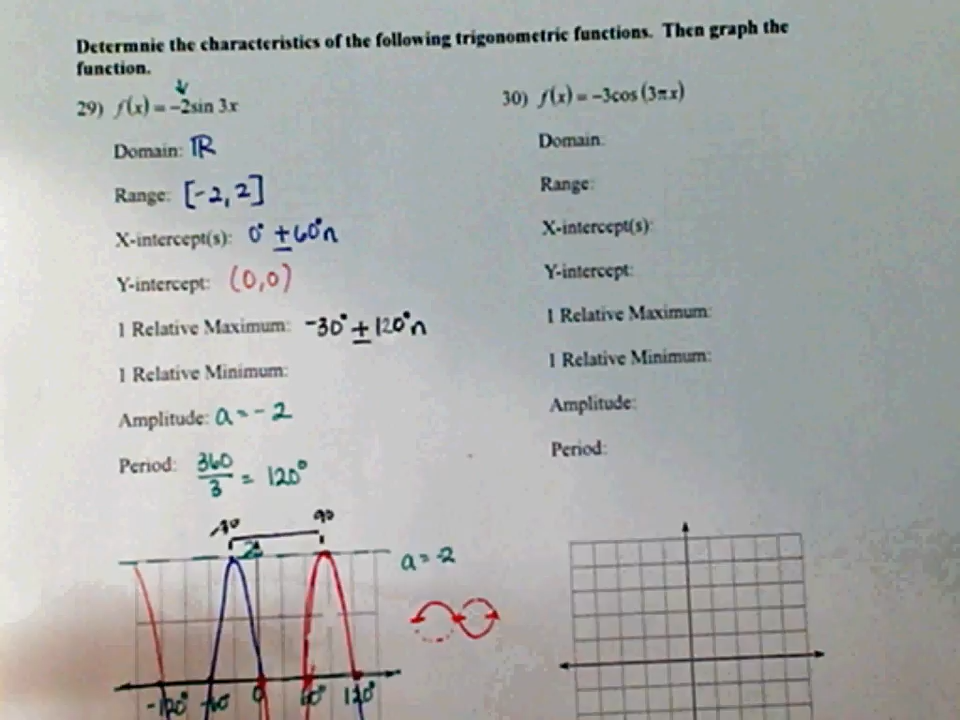 Determnie the characteristics of the following trigonometric functions. Then graph the
function.
29) f(x) = -2sin 3x
Domain: ℝ
Range: [-2, 2]
X-intercept(s): 0° ± 60°n
Y-intercept: (0,0)
1 Relative Maximum: -30° ± 120°n
1 Relative Minimum:
Amplitude: a = -2
Period: 360/3 = 120°
90
2
a = -2
-120° -60 0 60° 120°
30) f(x) = -3cos (3πx)
Domain:
Range:
X-intercept(s):
Y-intercept:
1 Relative Maximum:
1 Relative Minimum:
Amplitude:
Period: